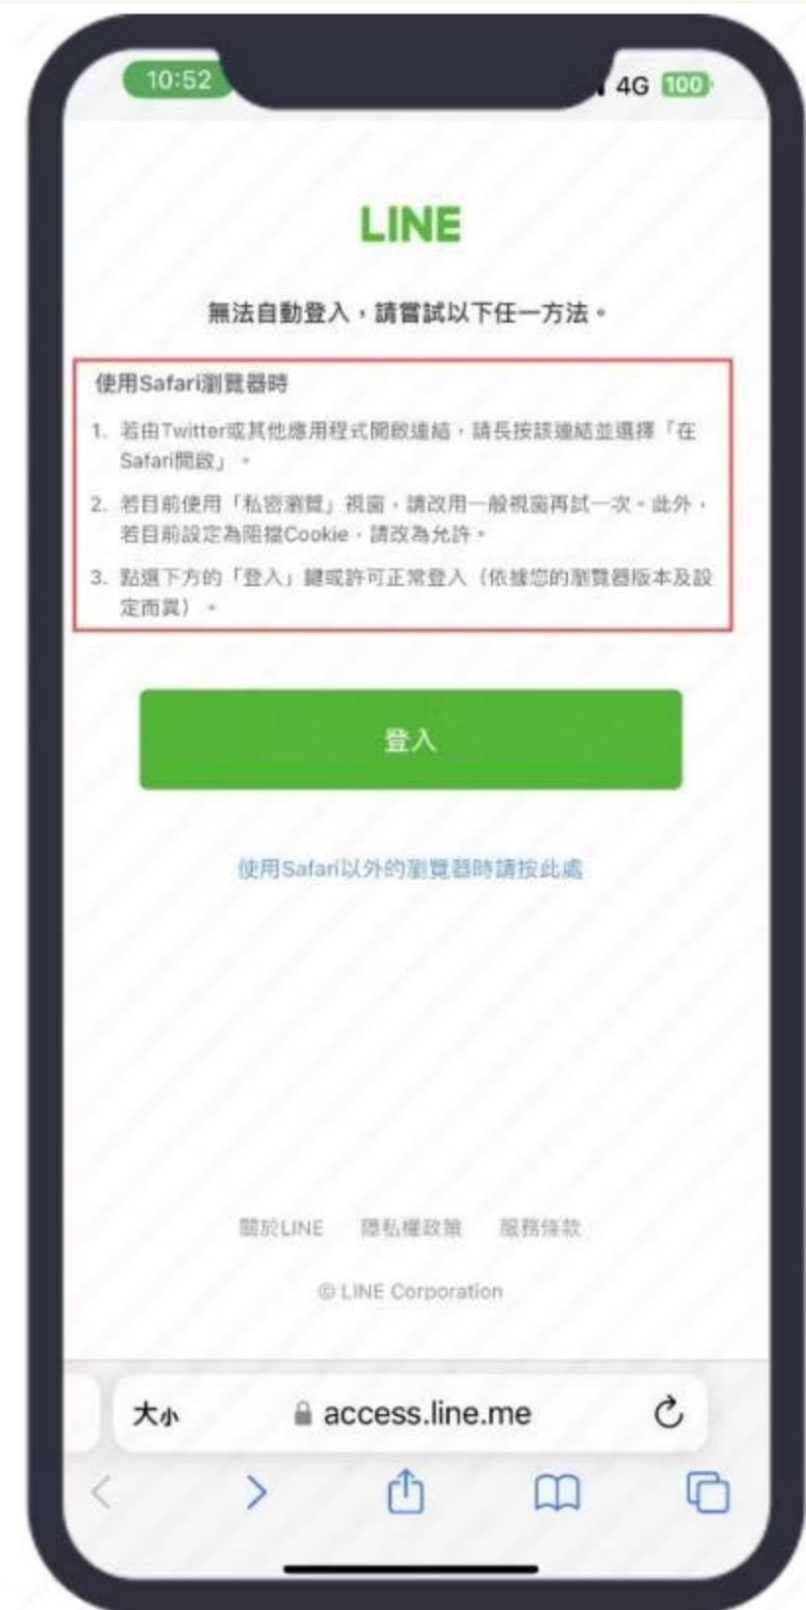 10:52
4G 100
LINE
無法自動登入，請嘗試以下任一方法。
使用Safari瀏覽器時
1. 若由Twitter或其他應用程式開啟連結，請長按該連結並選擇「在
Safari開啟」。
2. 若目前使用「私密瀏覽」視窗，請改用一般視窗再試一次。此外，
若目前設定為阻擋Cookie，請改為允許。
3. 點選下方的「登入」鍵或許可正常登入（依據您的瀏覽器版本及設
定而異）。
登入
使用Safari以外的瀏覽器時請按此處
關於LINE 隱私權政策 服務條款
© LINE Corporation
大小 access.line.me